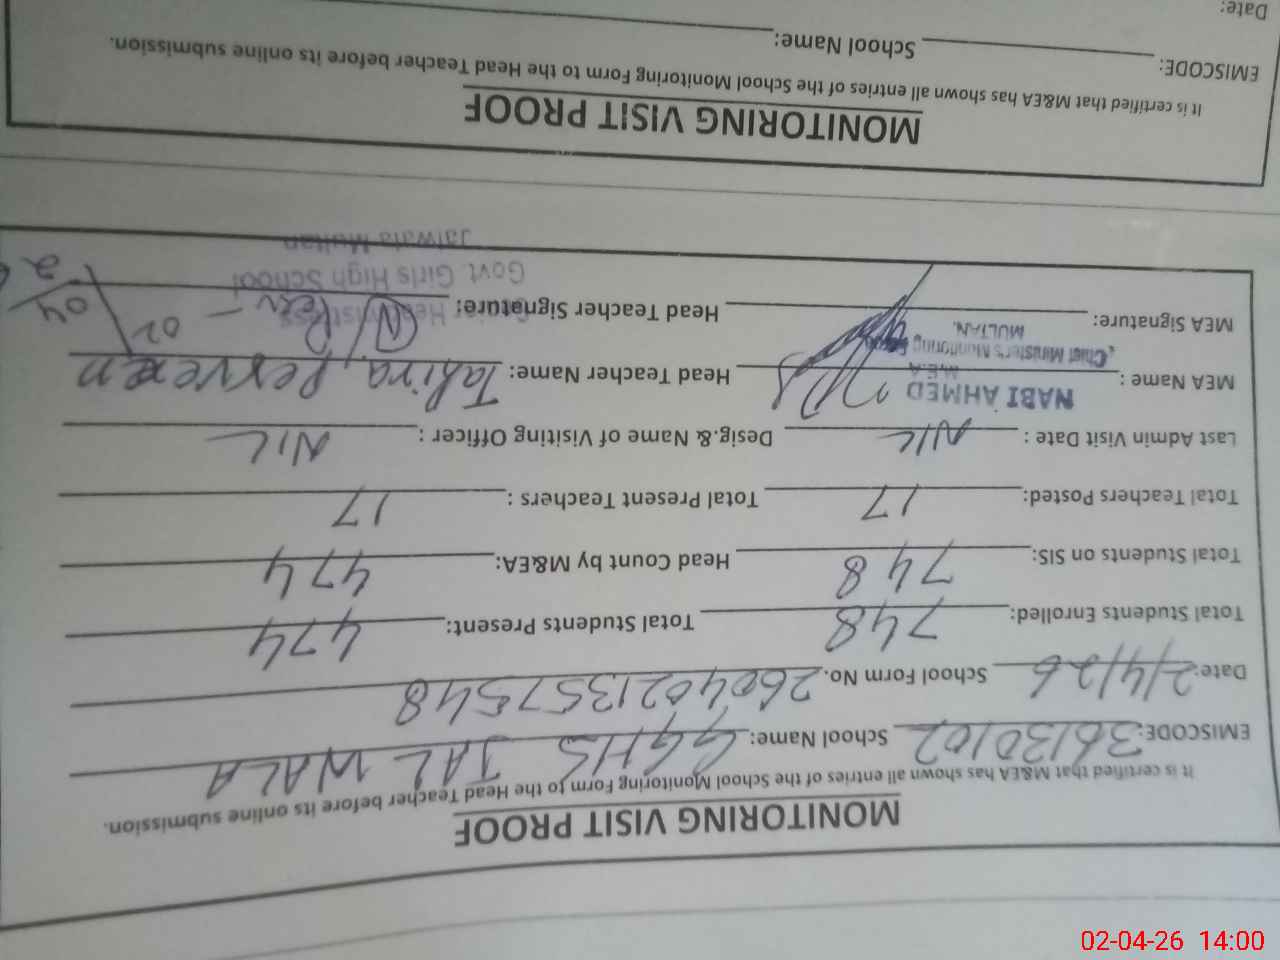 MONITORING VISIT PROOF
It is certified that M&EA has shown all entries of the School Monitoring Form to the Head Teacher before its online submission.
EMISCODE: 36130102 School Name: GGHS JAL WALA
Date: 2/4/26 School Form No. 2604021357548
Total Students Enrolled: 748 Total Students Present: 474
Total Students on SIS: 748 Head Count by M&EA: 474
Total Teachers Posted: 17 Total Present Teachers : 17
Last Admin Visit Date : NIL Desig.& Name of Visiting Officer : NIL
MEA Name : NABI AHMED Head Teacher Name: Tahira Perveen
M.E.A
Chief Minister's Monitoring Force
MULTAN.
MEA Signature: Head Teacher Signature:
Senior Headmistress
Govt. Girls High School
Jalwala Multan
02/04/2
MONITORING VISIT PROOF
It is certified that M&EA has shown all entries of the School Monitoring Form to the Head Teacher before its online submission.
EMISCODE: School Name:
Date:
02-04-26 14:00